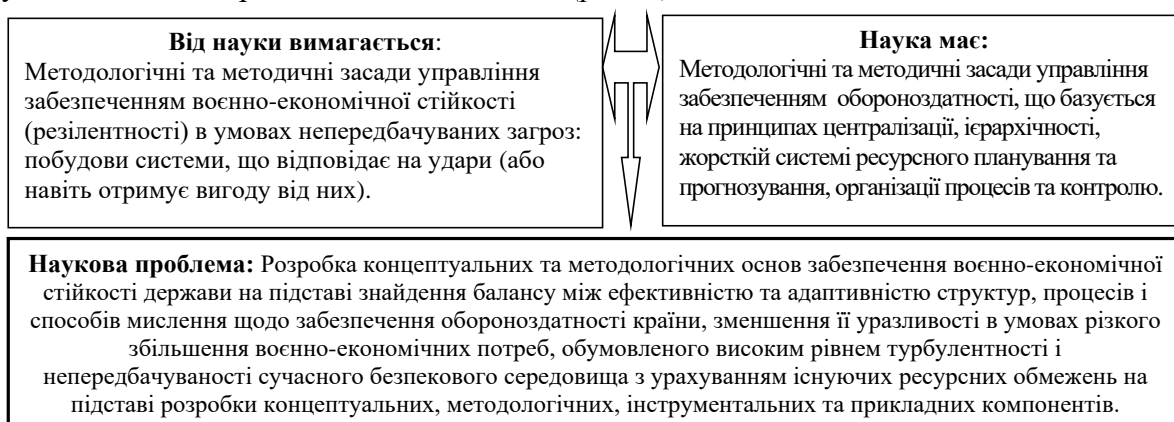 Від науки вимагається:
Методологічні та методичні засади управління
забезпеченням воєнно-економічної стійкості
(резілентності) в умовах непередбачуваних загроз:
побудови системи, що відповідає на удари (або
навіть отримує вигоду від них).
Наука має:
Методологічні та методичні засади управління
забезпеченням обороноздатності, що базується
на принципах централізації, ієрархічності,
жорсткій системі ресурсного планування та
прогнозування, організації процесів та контролю.
Наукова проблема: Розробка концептуальних та методологічних основ забезпечення воєнно-економічної
стійкості держави на підставі знайдення балансу між ефективністю та адаптивністю структур, процесів і
способів мислення щодо забезпечення обороноздатності країни, зменшення її уразливості в умовах різкого
збільшення воєнно-економічних потреб, обумовленого високим рівнем турбулентності і
непередбачуваності сучасного безпекового середовища з урахуванням існуючих ресурсних обмежень на
підставі розробки концептуальних, методологічних, інструментальних та прикладних компонентів.